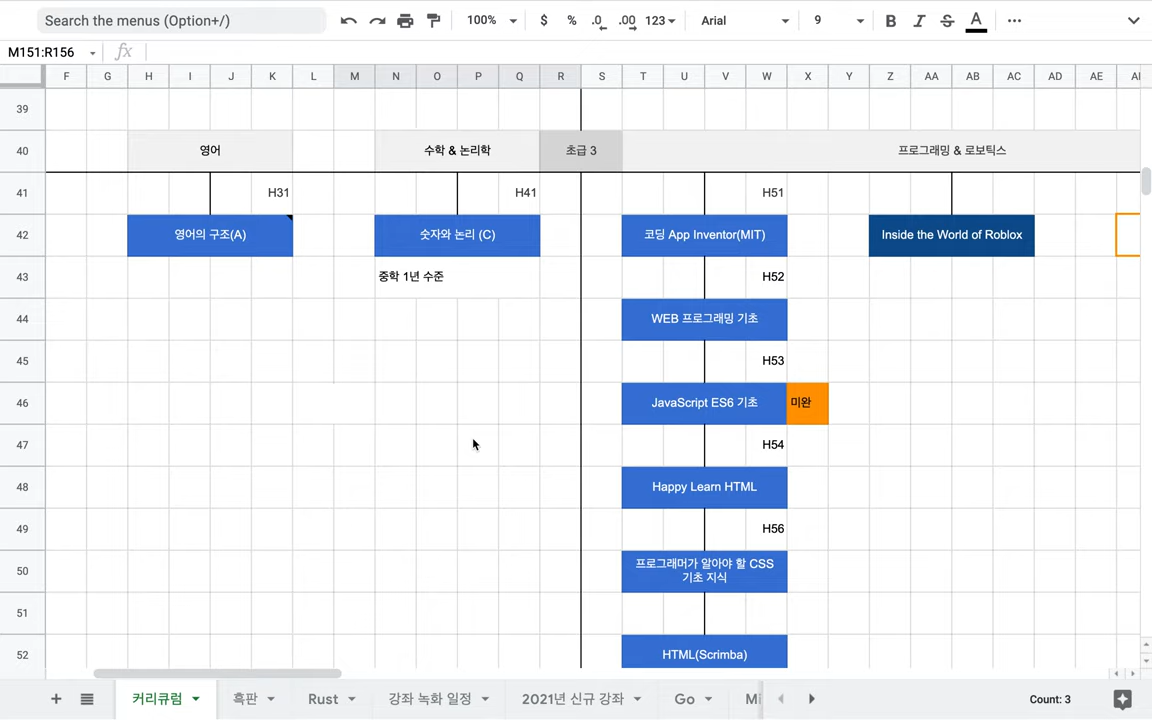 Search the menus (Option+/)
100%
$
%
.0
.00
123
Arial
9
B
I
S
A
M151:R156
fx
F G H I J K L M N O P Q R S T U V W X Y Z AA AB AC AD AE
39
40 영어 수학 & 논리학 초급 3 프로그래밍 & 로보틱스
41 H31 H41 H51
42 영어의 구조(A) 숫자와 논리 (C) 코딩 App Inventor(MIT) Inside the World of Roblox
43 중학 1년 수준 H52
44 WEB 프로그래밍 기초
45 H53
46 JavaScript ES6 기초 미완
47 H54
48 Happy Learn HTML
49 H56
50 프로그래머가 알아야 할 CSS
기초 지식
51
52 HTML(Scrimba)
커리큘럼 흑판 Rust 강좌 녹화 일정 2021년 신규 강좌 Go
Count: 3